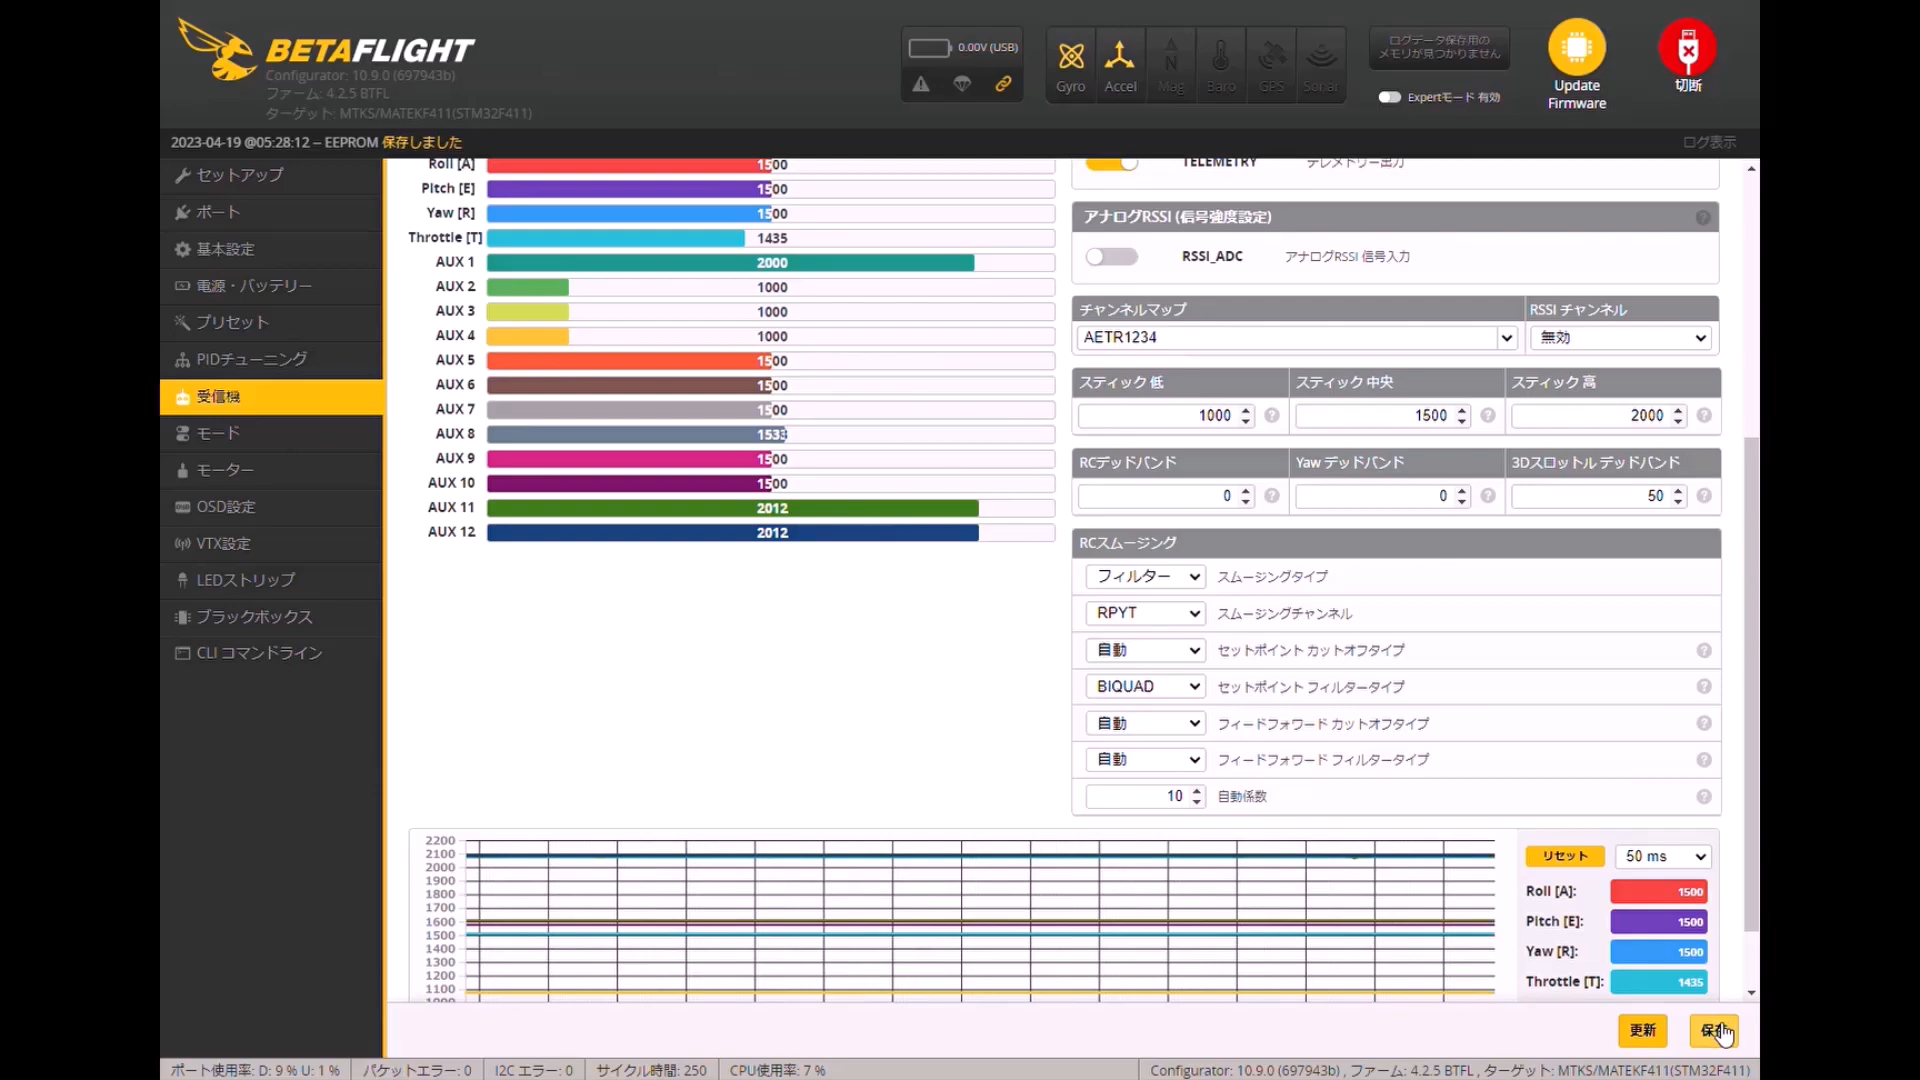 BETAFLIGHT
Configurator: 10.9.0 (697943b)
ファーム: 4.2.5 BTFL
ターゲット: MTKS/MATEKF411(STM32F411)
0.00V (USB)
Gyro
Accel
Mag
Baro
GPS
Sonar
ログデータ保存用の
メモリが見つかりません
Expertモード 有効
Update
Firmware
切断
2023-04-19 @05:28:12 – EEPROM 保存しました
ログ表示
セットアップ
ポート
基本設定
電源・バッテリー
プリセット
PIDチューニング
受信機
モード
モーター
OSD設定
VTX設定
LEDストリップ
ブラックボックス
CLI コマンドライン
Roll [A] 1500
Pitch [E] 1500
Yaw [R] 1500
Throttle [T] 1435
AUX 1 2000
AUX 2 1000
AUX 3 1000
AUX 4 1000
AUX 5 1500
AUX 6 1500
AUX 7 1500
AUX 8 1533
AUX 9 1500
AUX 10 1500
AUX 11 2012
AUX 12 2012
TELEMETRY テレメトリー出力
アナログRSSI (信号強度設定)
RSSI_ADC アナログRSSI 信号入力
チャンネルマップ RSSI チャンネル
AETR1234 無効
スティック 低 スティック 中央 スティック 高
1000 1500 2000
RCデッドバンド Yaw デッドバンド 3Dスロットル デッドバンド
0 0 50
RCスムージング
フィルター スムージングタイプ
RPYT スムージングチャンネル
自動 セットポイント カットオフタイプ
BIQUAD セットポイント フィルタータイプ
自動 フィードフォワード カットオフタイプ
自動 フィードフォワード フィルタータイプ
10 自動係数
2200
2100
2000
1900
1800
1700
1600
1500
1400
1300
1200
1100
1000
リセット 50 ms
Roll [A]: 1500
Pitch [E]: 1500
Yaw [R]: 1500
Throttle [T]: 1435
更新
ポート使用率: D: 9 % U: 1 % パケットエラー: 0 I2C エラー: 0 サイクル時間: 250 CPU使用率: 7 %
Configurator: 10.9.0 (697943b) , ファーム: 4.2.5 BTFL , ターゲット: MTKS/MATEKF411(STM32F411)